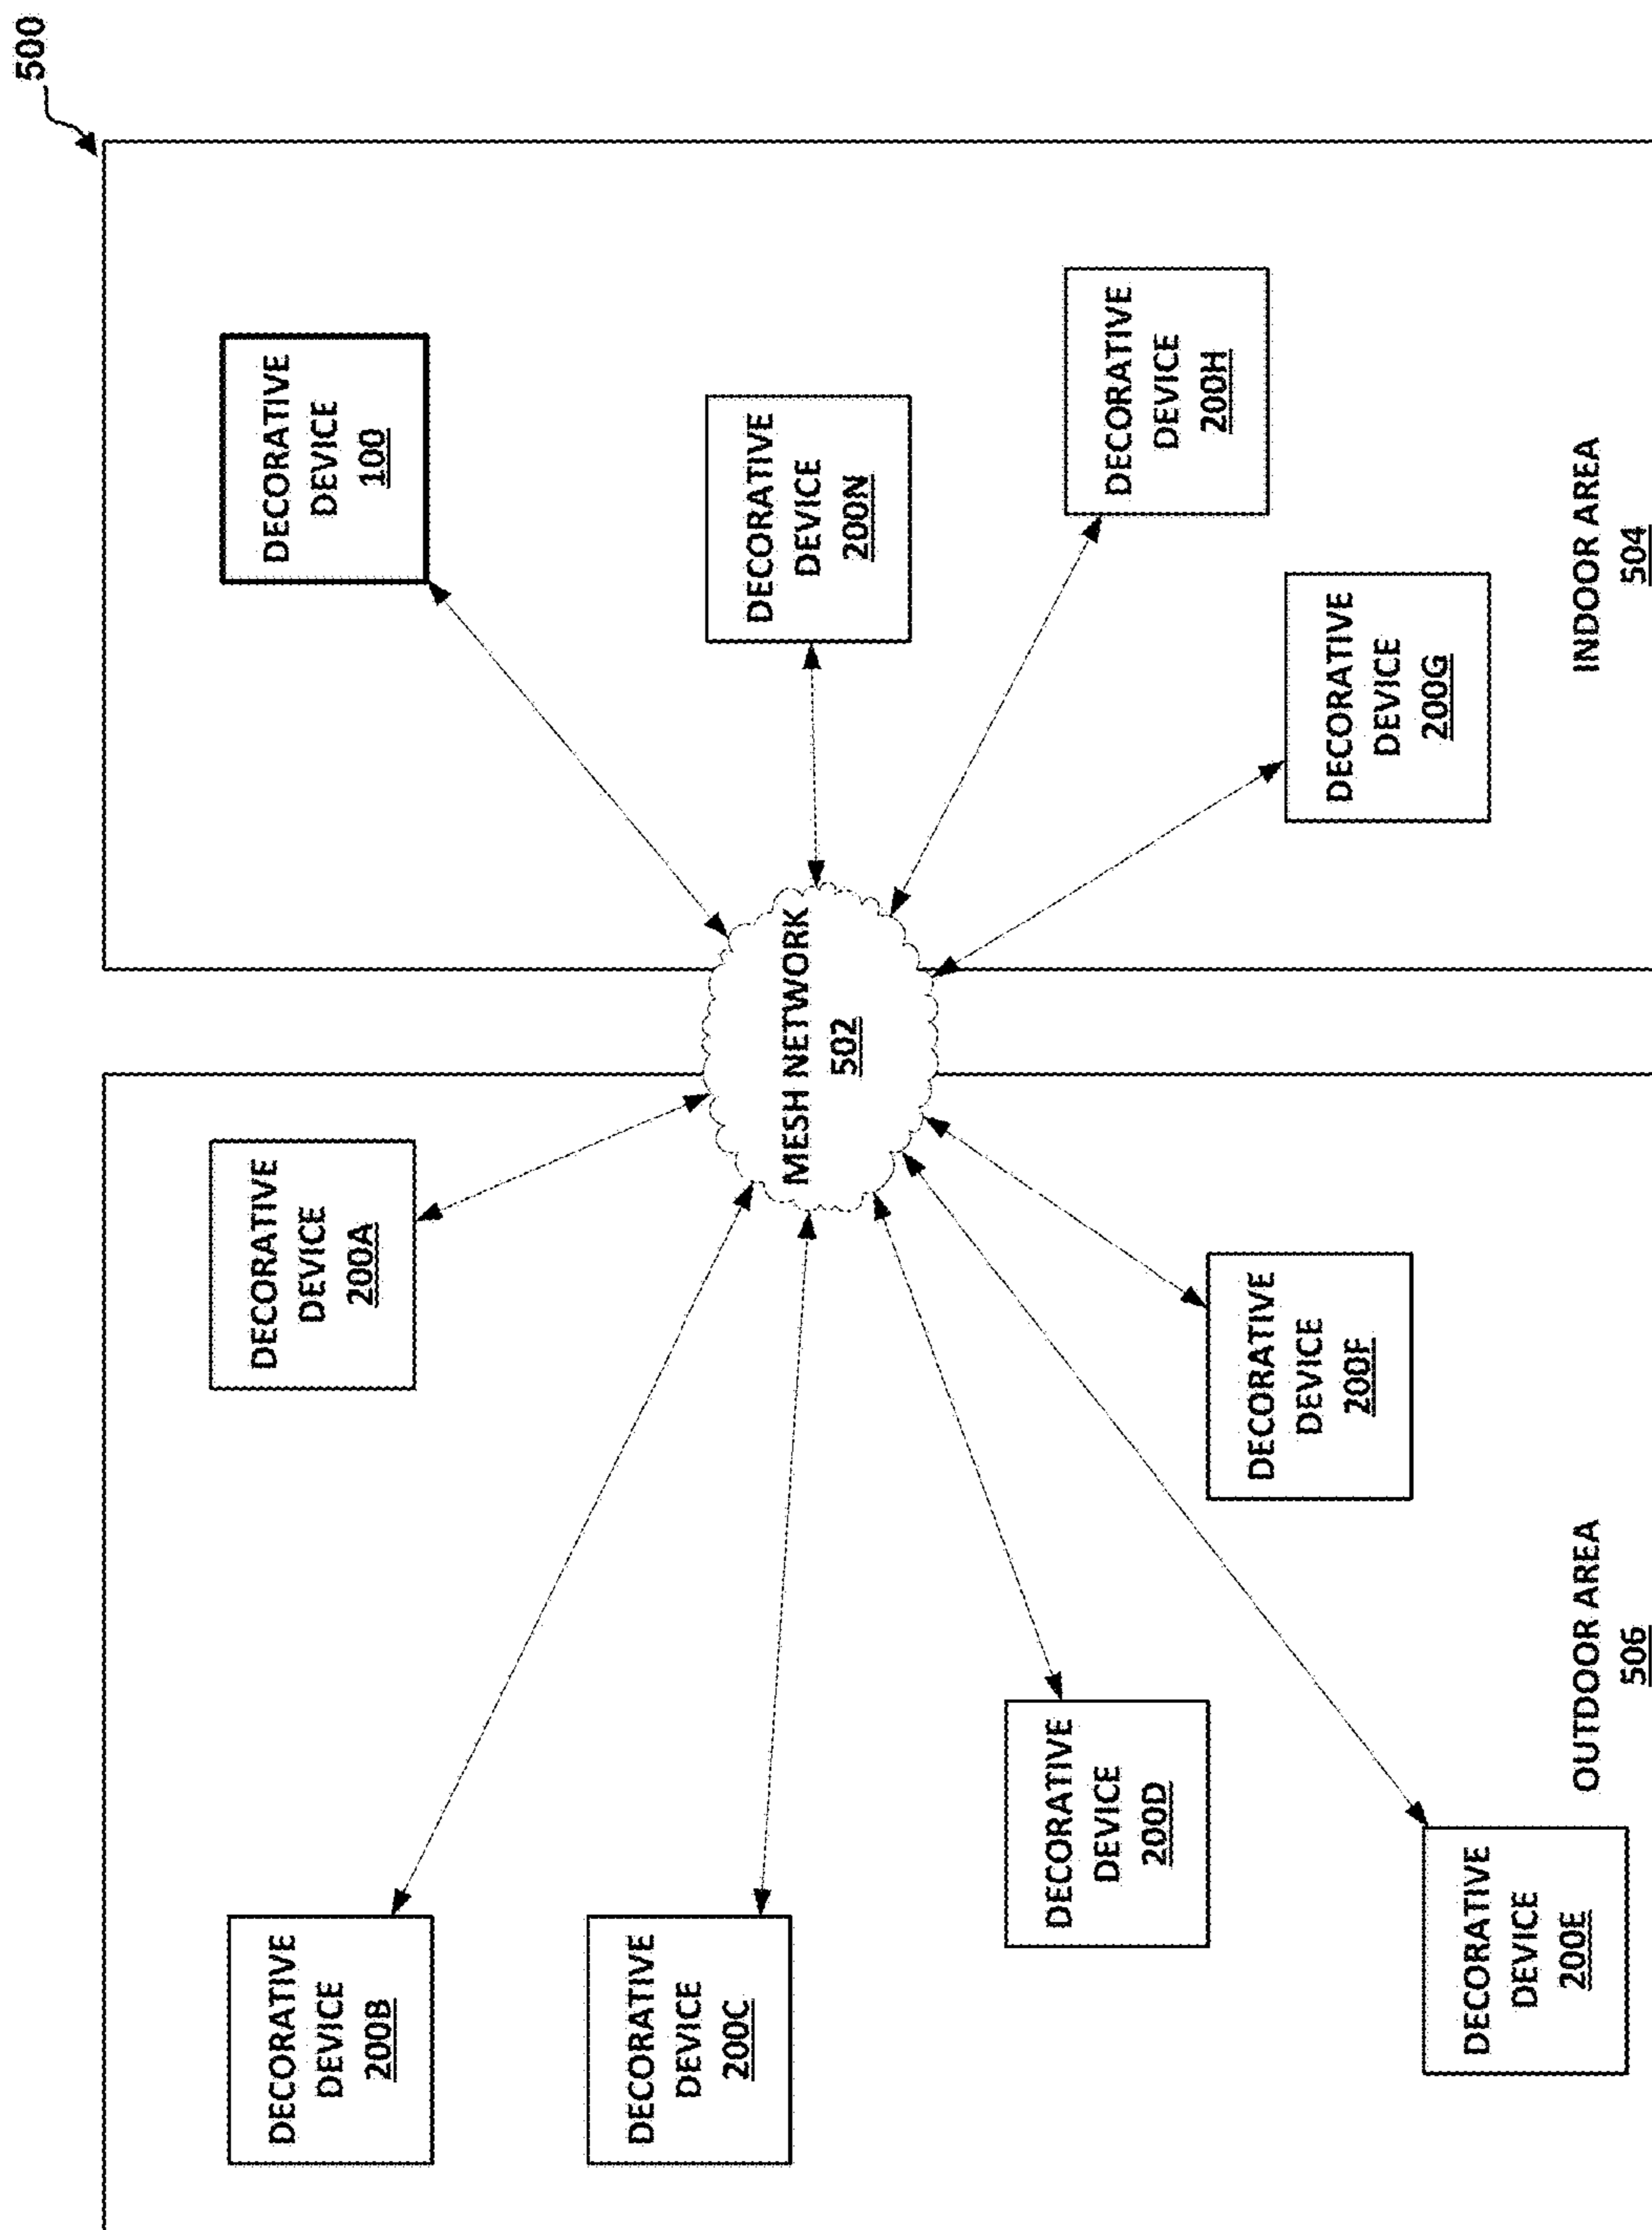 500
DECORATIVE
DEVICE
200B
DECORATIVE
DEVICE
200A
DECORATIVE
DEVICE
100
DECORATIVE
DEVICE
200C
MESH NETWORK
502
DECORATIVE
DEVICE
200N
DECORATIVE
DEVICE
200D
DECORATIVE
DEVICE
200F
DECORATIVE
DEVICE
200H
DECORATIVE
DEVICE
200E
DECORATIVE
DEVICE
200G
OUTDOOR AREA
506
INDOOR AREA
504